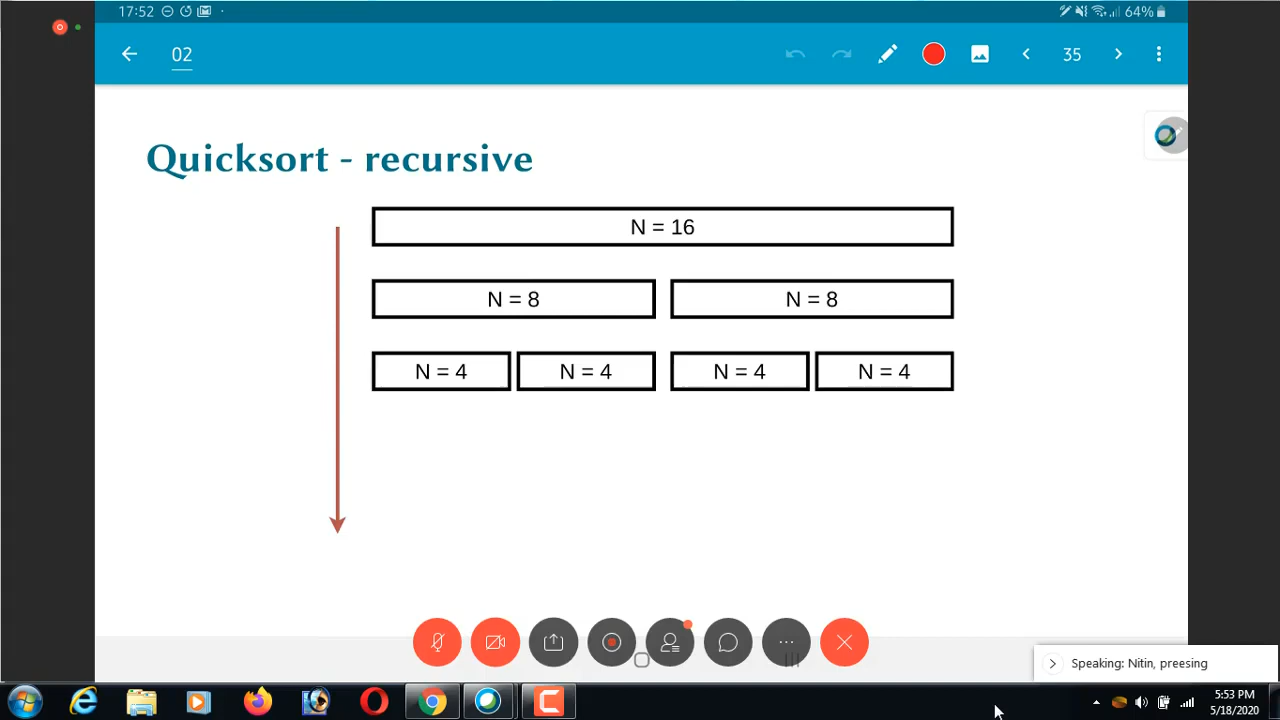 17:52
64%
02
35
Quicksort - recursive
N = 16
N = 8 N = 8
N = 4 N = 4 N = 4 N = 4
Speaking: Nitin, preesing
5:53 PM
5/18/2020